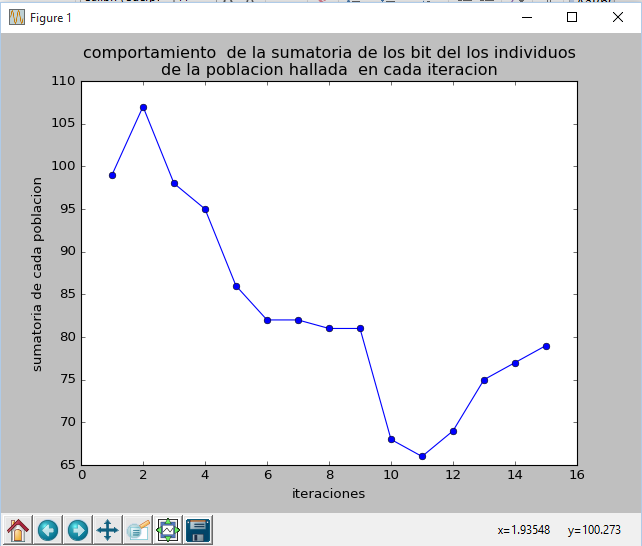 Figure 1
comportamiento de la sumatoria de los bit del los individuos
de la poblacion hallada en cada iteracion
sumatoria de cada poblacion
110
105
100
95
90
85
80
75
70
65
0 2 4 6 8 10 12 14 16
iteraciones
x=1.93548 y=100.273